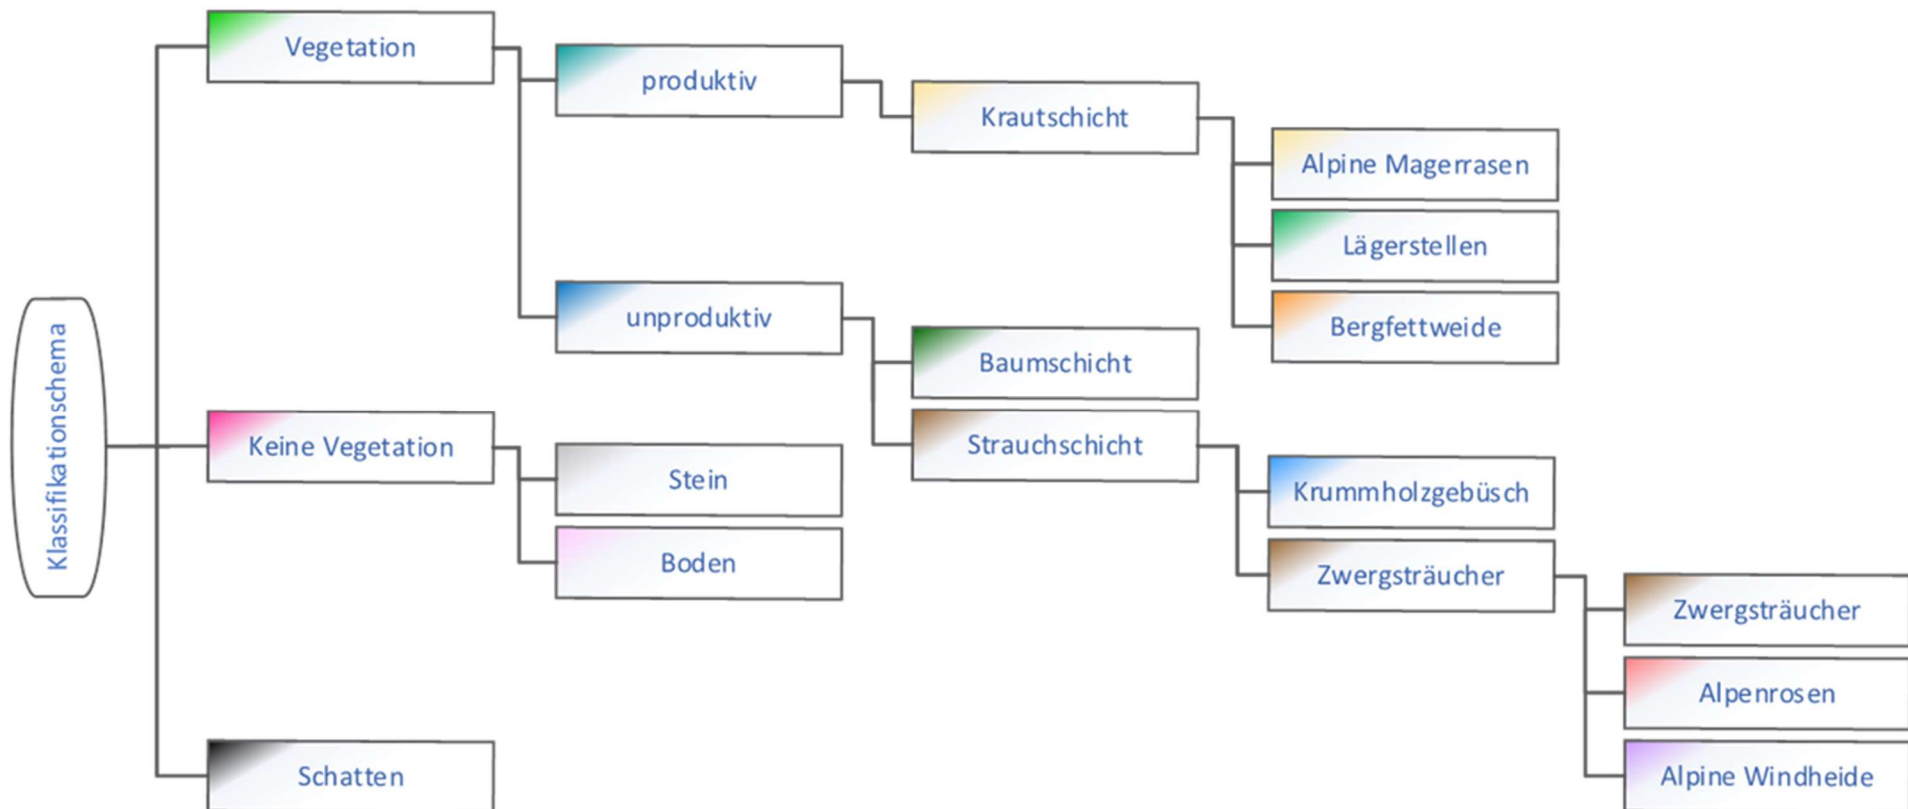 Klassifikationschema
Vegetation
produktiv
Krautschicht
Alpine Magerrasen
Lägerstellen
Bergfettweide
unproduktiv
Baumschicht
Strauchschicht
Krummholzgebüsch
Zwergsträucher
Zwergsträucher
Alpenrosen
Alpine Windheide
Keine Vegetation
Stein
Boden
Schatten